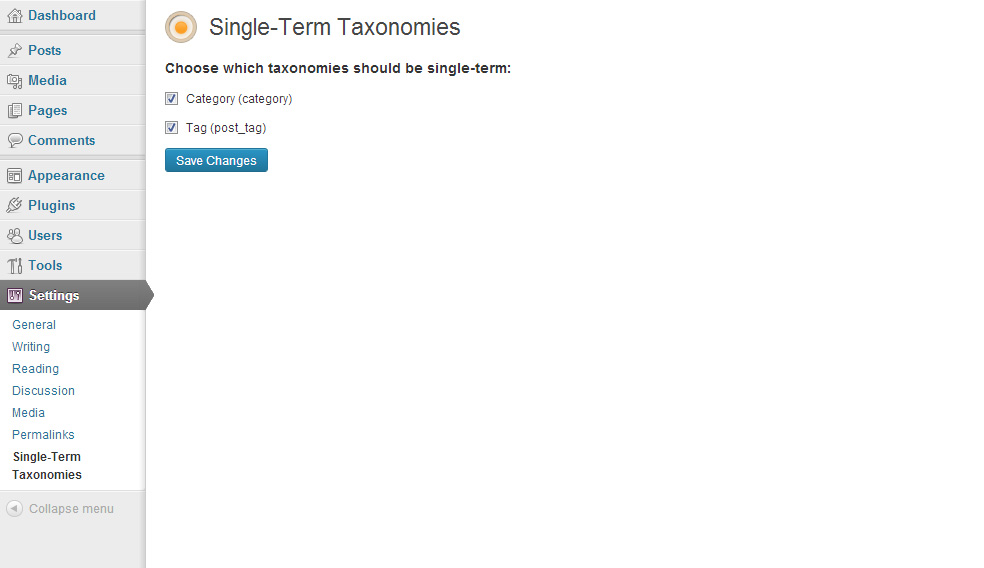 Dashboard
Posts
Media
Pages
Comments
Appearance
Plugins
Users
Tools
Settings
General
Writing
Reading
Discussion
Media
Permalinks
Single-Term
Taxonomies
Collapse menu
Single-Term Taxonomies
Choose which taxonomies should be single-term:
Category (category)
Tag (post_tag)
Save Changes